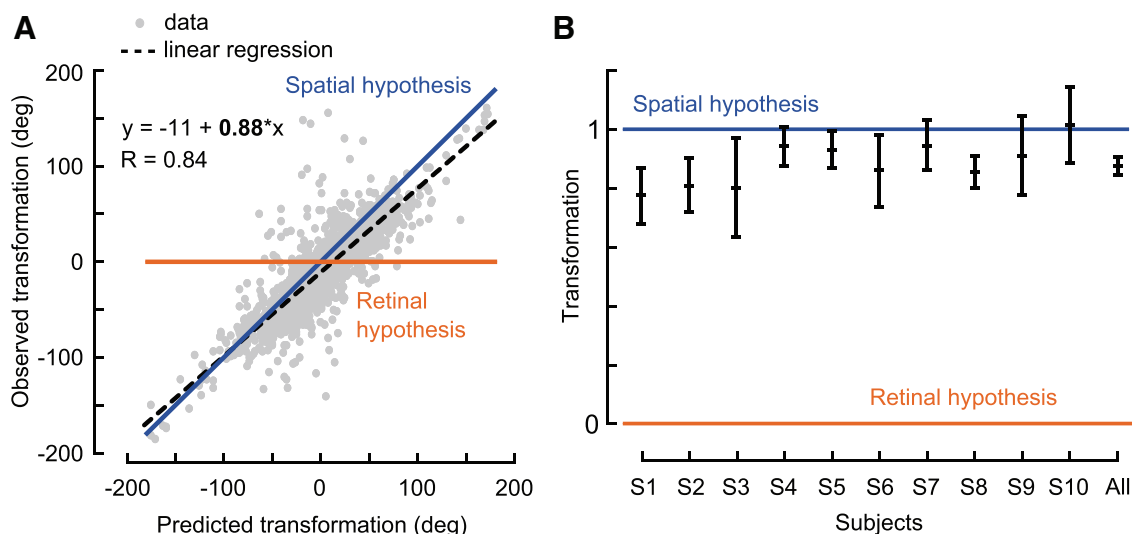 A
data
linear regression
200
100
0
-100
-200
Observed transformation (deg)
Spatial hypothesis
y = -11 + 0.88*x
R = 0.84
Retinal
hypothesis
-200 -100 0 100 200
Predicted transformation (deg)
B
Transformation
1
0
Spatial hypothesis
Retinal hypothesis
S1 S2 S3 S4 S5 S6 S7 S8 S9 S10 All
Subjects